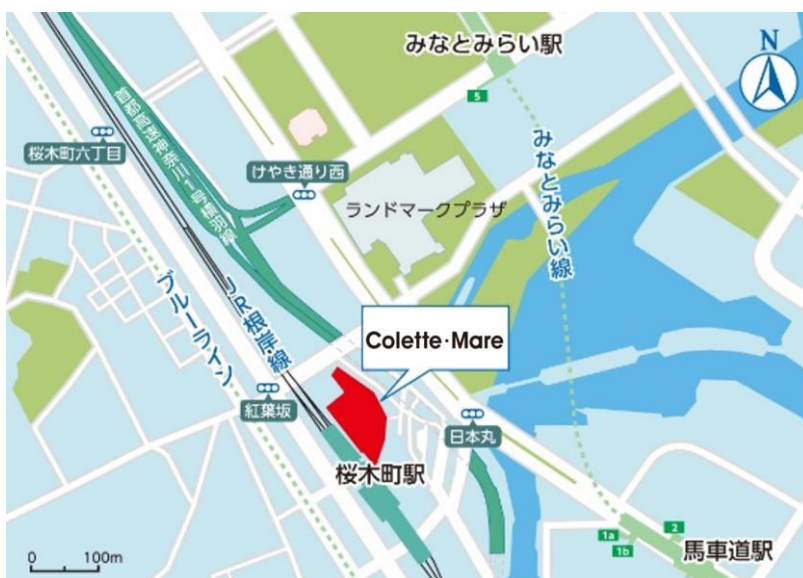 みなとみらい駅
N
5
首都高速神奈川1号横羽線
桜木町六丁目
けやき通り西
ランドマークプラザ
みなとみらい線
ブルーライン
JR根岸線
Colette·Mare
紅葉坂
日本丸
桜木町駅
2
1a
1b
馬車道駅
0 100m